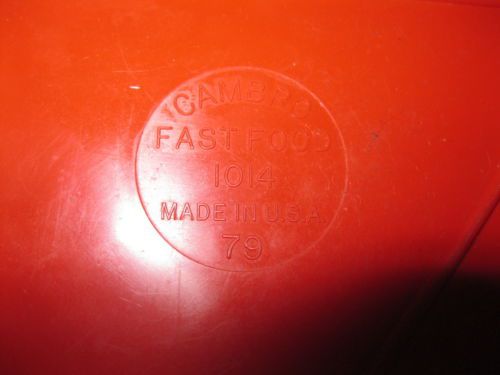 CAMBRO
FAST FOOD
1014
MADE IN U.S.A.
79